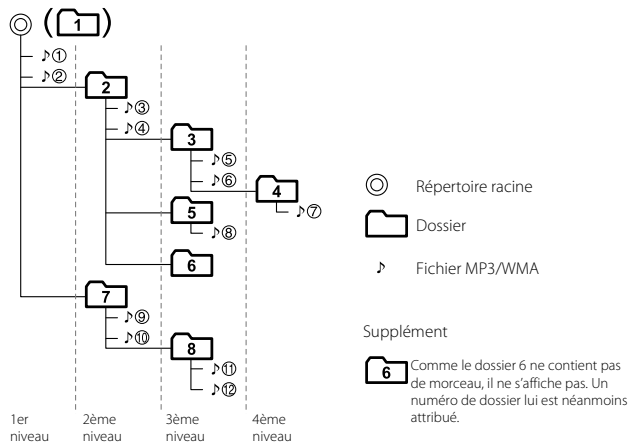 (1)
♪①
♪②
2
♪③
♪④
3
♪⑤
♪⑥
4
♪⑦
5
♪⑧
6
7
♪⑨
♪⑩
8
♪⑪
♪⑫
1er niveau
2ème niveau
3ème niveau
4ème niveau
Répertoire racine
Dossier
♪ Fichier MP3/WMA
Supplément
6 Comme le dossier 6 ne contient pas
de morceau, il ne s'affiche pas. Un
numéro de dossier lui est néanmoins
attribué.